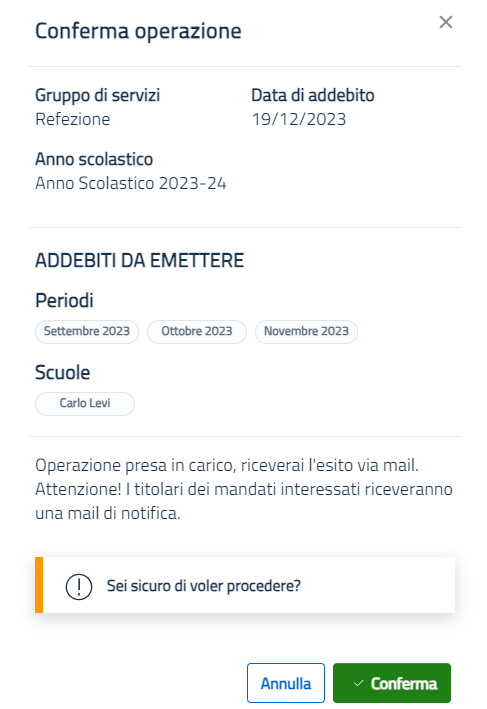 Conferma operazione
Gruppo di servizi
Data di addebito
Refezione
19/12/2023
Anno scolastico
Anno Scolastico 2023-24
ADDEBITI DA EMETTERE
Periodi
Settembre 2023
Ottobre 2023
Novembre 2023
Scuole
Carlo Levi
Operazione presa in carico, riceverai l'esito via mail.
Attenzione! I titolari dei mandati interessati riceveranno
una mail di notifica.
Sei sicuro di voler procedere?
Annulla
Conferma